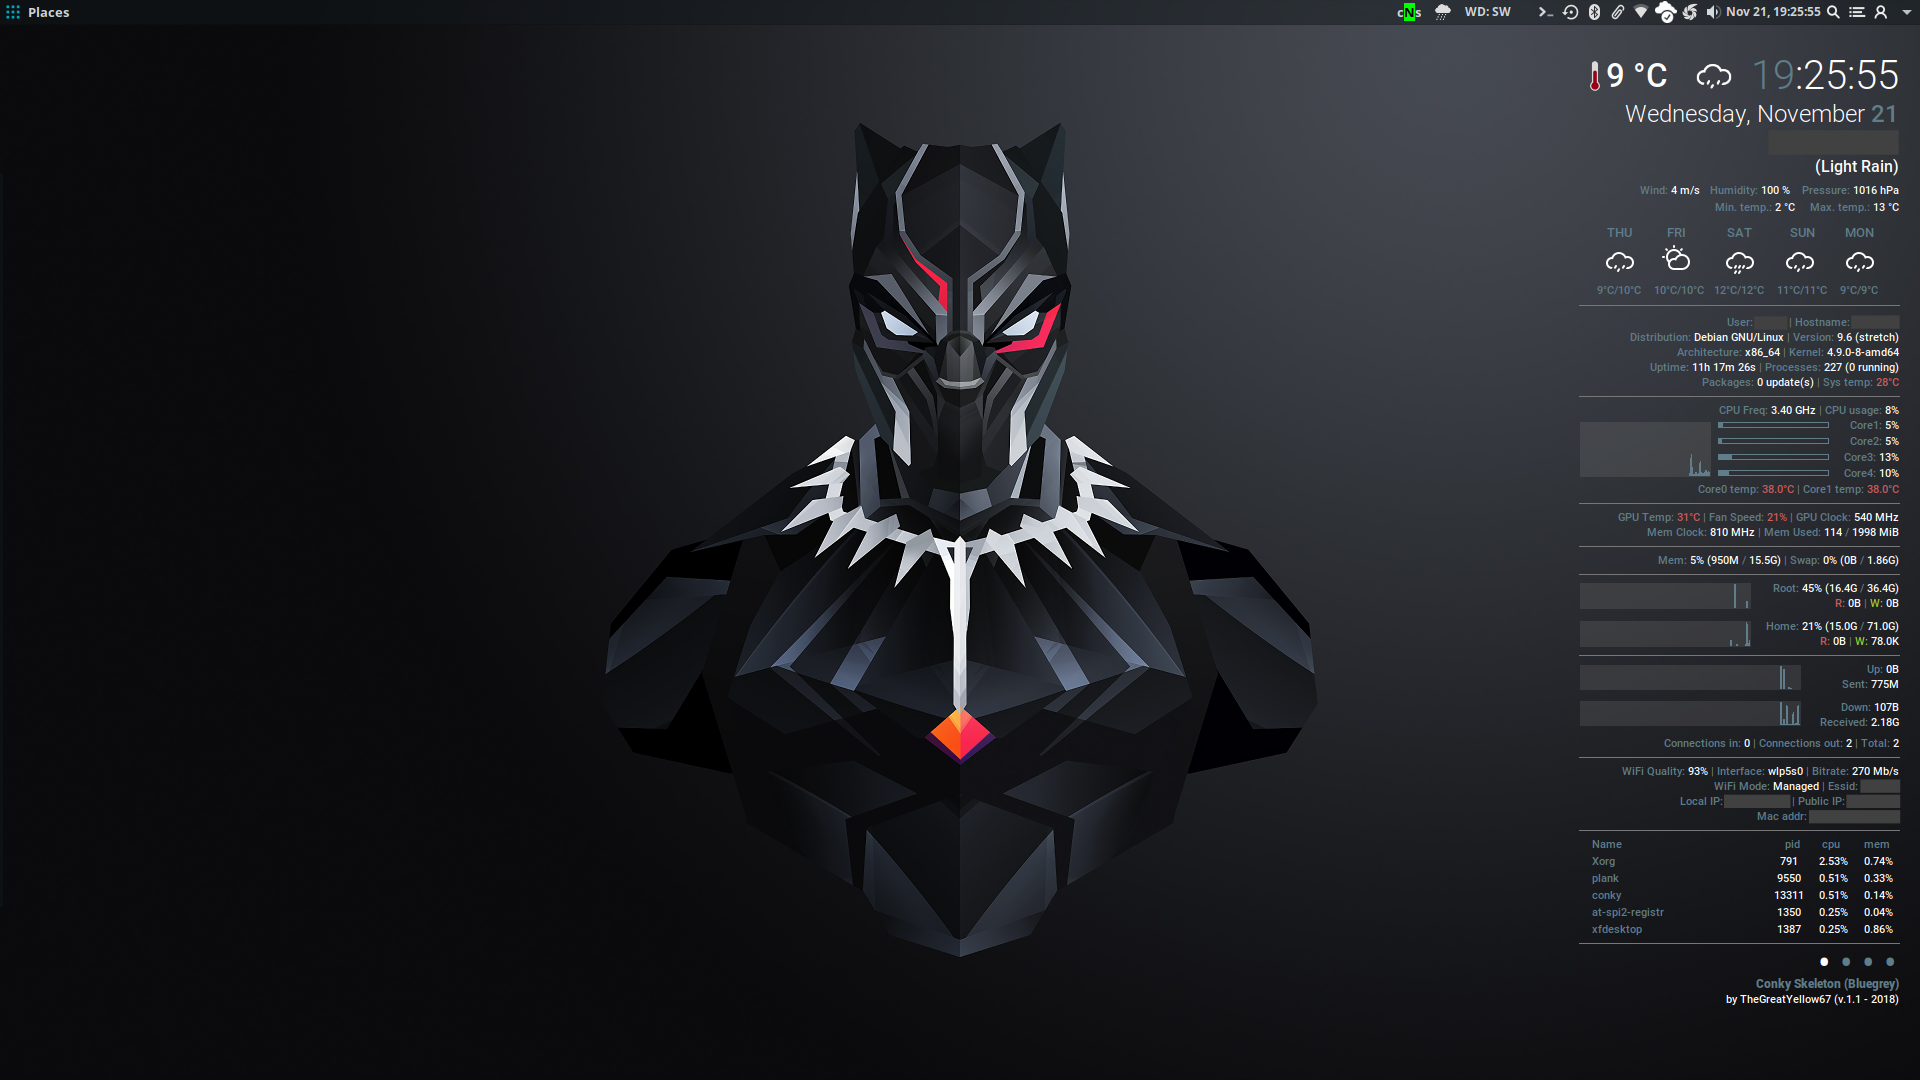 Places
cNs WD: SW Nov 21, 19:25:55
9 °C 19:25:55
Wednesday, November 21
(Light Rain)
Wind: 4 m/s Humidity: 100 % Pressure: 1016 hPa
Min. temp.: 2 °C Max. temp.: 13 °C
THU FRI SAT SUN MON
9°C/10°C 10°C/10°C 12°C/12°C 11°C/11°C 9°C/9°C
User: | Hostname:
Distribution: Debian GNU/Linux | Version: 9.6 (stretch)
Architecture: x86_64 | Kernel: 4.9.0-8-amd64
Uptime: 11h 17m 26s | Processes: 227 (0 running)
Packages: 0 update(s) | Sys temp: 28°C
CPU Freq: 3.40 GHz | CPU usage: 8%
Core1: 5%
Core2: 5%
Core3: 13%
Core4: 10%
Core0 temp: 38.0°C | Core1 temp: 38.0°C
GPU Temp: 31°C | Fan Speed: 21% | GPU Clock: 540 MHz
Mem Clock: 810 MHz | Mem Used: 114 / 1998 MiB
Mem: 5% (950M / 15.5G) | Swap: 0% (0B / 1.86G)
Root: 45% (16.4G / 36.4G)
R: 0B | W: 0B
Home: 21% (15.0G / 71.0G)
R: 0B | W: 78.0K
Up: 0B
Sent: 775M
Down: 107B
Received: 2.18G
Connections in: 0 | Connections out: 2 | Total: 2
WiFi Quality: 93% | Interface: wlp5s0 | Bitrate: 270 Mb/s
WiFi Mode: Managed | Essid:
Local IP: | Public IP:
Mac addr:
Name pid cpu mem
Xorg 791 2.53% 0.74%
plank 9550 0.51% 0.33%
conky 13311 0.51% 0.14%
at-spi2-registr 1350 0.25% 0.04%
xfdesktop 1387 0.25% 0.86%
Conky Skeleton (Bluegrey)
by TheGreatYellow67 (v.1.1 - 2018)